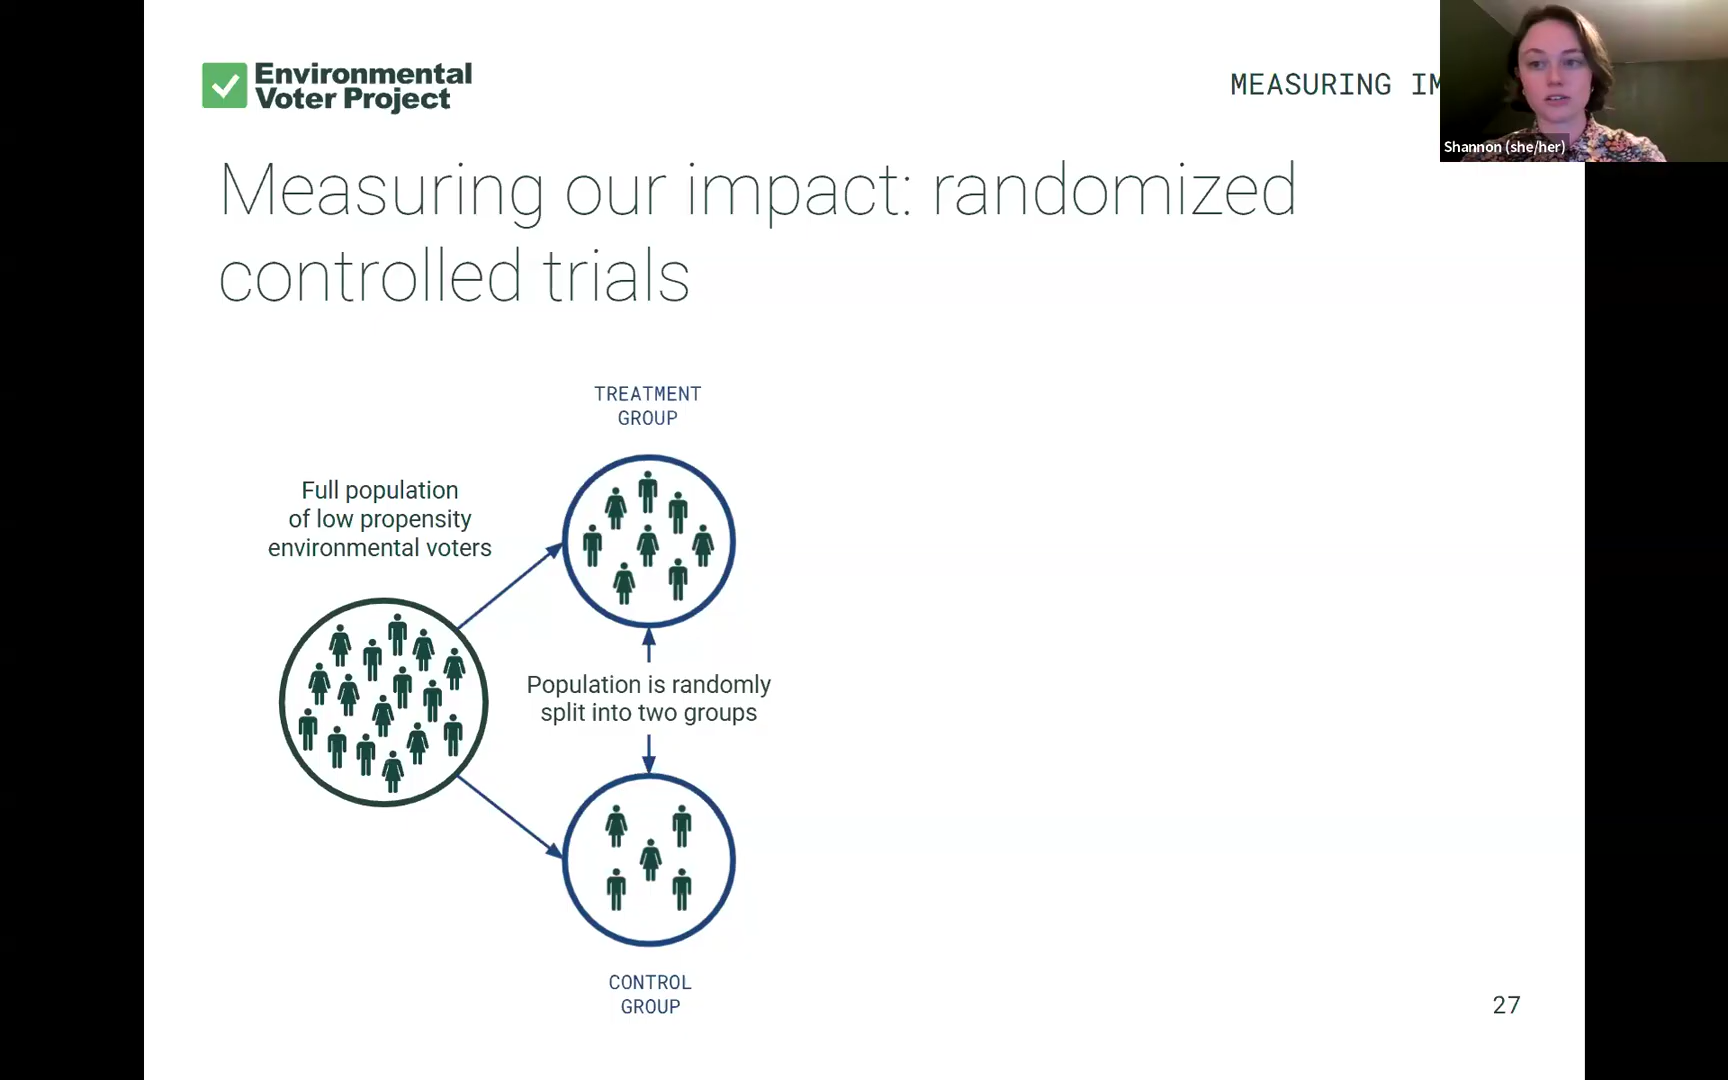 Environmental
Voter Project
MEASURING
Shannon (she/her)
Measuring our impact: randomized
controlled trials
TREATMENT
GROUP
Full population
of low propensity
environmental voters
Population is randomly
split into two groups
CONTROL
GROUP
27